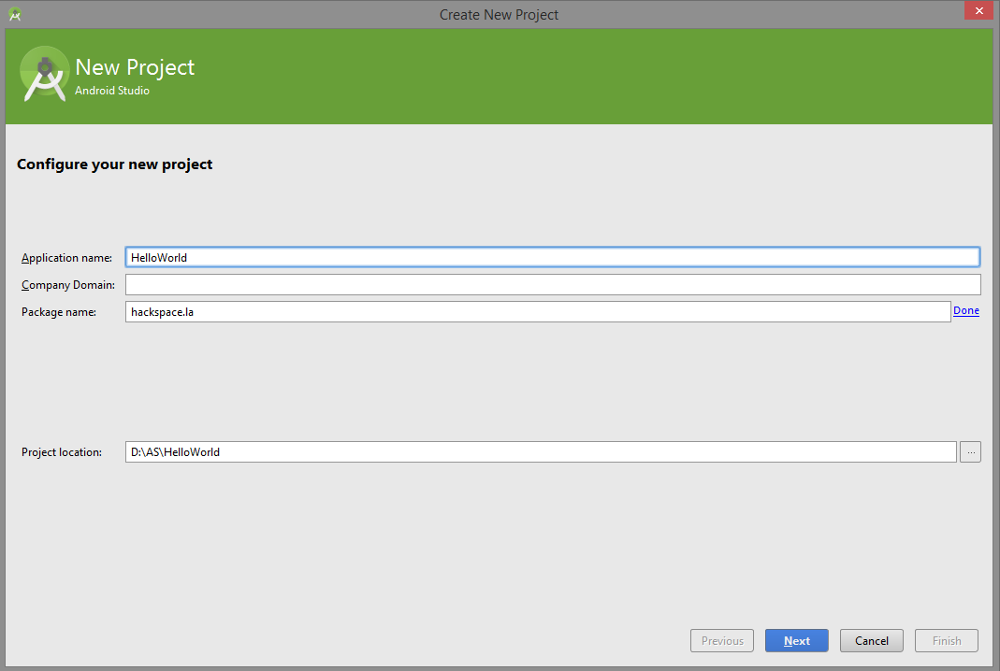 Create New Project
New Project
Android Studio
Configure your new project
Application name: HelloWorld
Company Domain:
Package name: hackspace.la Done
Project location: D:\AS\HelloWorld ...
Previous Next Cancel Finish